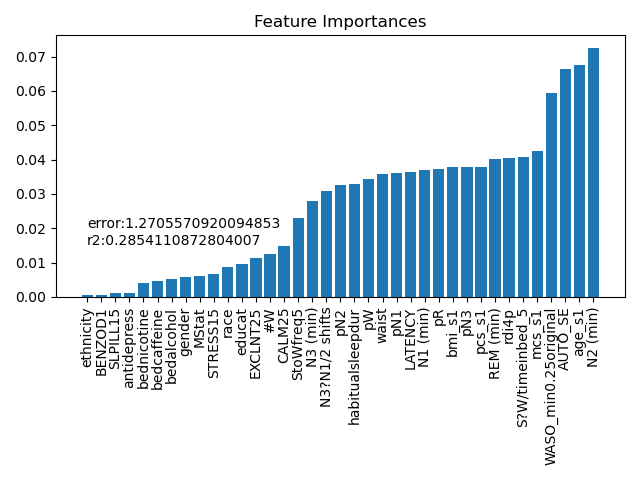 Feature Importances
0.07
0.06
0.05
0.04
0.03
0.02
0.01
0.00
error:1.2705570920094853
r2:0.2854110872804007
ethnicity
BENZOD1
SLPILL15
antidepress
bednicotine
bedcaffeine
bedalcohol
gender
MStat
STRESS15
race
educat
EXCLNT25
#W
CALM25
StoWfreq5
N3 (min)
N3?N1/2 shifts
pN2
habitualsleepdur
pW
waist
pN1
LATENCY
N1 (min)
pR
bmi_s1
pN3
pcs_s1
REM (min)
rdi4p
S?W/timeinbed_5
mcs_s1
WASO_min0.25original
AUTO_SE
age_s1
N2 (min)